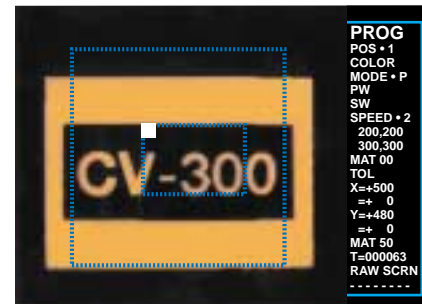 CV-300
PROG
POS • 1
COLOR
MODE • P
PW
SW
SPEED • 2
200,200
300,300
MAT 00
TOL
X=+500
=+ 0
Y=+480
=+ 0
MAT 50
T=000063
RAW SCRN
- - - - - - - -